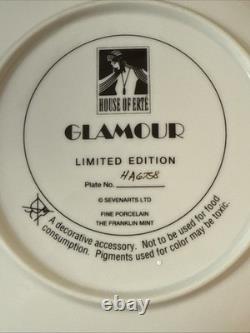 HOUSE OF ERTÉ
GLAMOUR
LIMITED EDITION
Plate No. HA6758
© SEVENARTS LTD
FINE PORCELAIN
THE FRANKLIN MINT
A decorative accessory. Not to be used for food
consumption. Pigments used for color may be toxic.